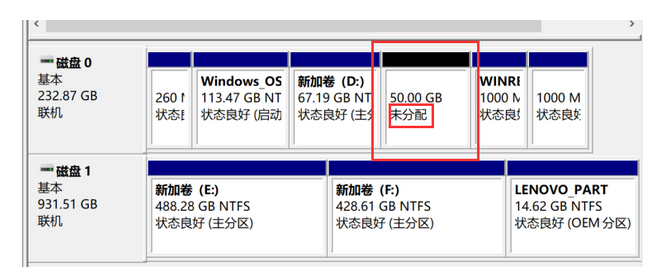 磁盘 0
基本
232.87 GB
联机
260 M
状态良
Windows_OS
113.47 GB NT
状态良好 (启动
新加卷 (D:)
67.19 GB NT
状态良好 (主分
50.00 GB
未分配
WINRE
1000 M
状态良好
1000 M
状态良好
磁盘 1
基本
931.51 GB
联机
新加卷 (E:)
488.28 GB NTFS
状态良好 (主分区)
新加卷 (F:)
428.61 GB NTFS
状态良好 (主分区)
LENOVO_PART
14.62 GB NTFS
状态良好 (OEM 分区)